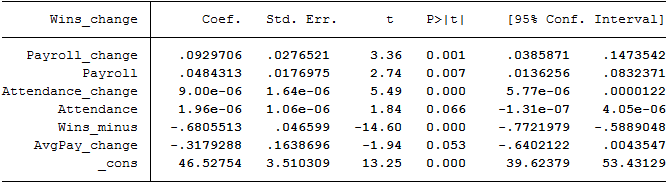 Wins_change Coef. Std. Err. t P>|t| [95% Conf. Interval]
Payroll_change .0929706 .0276521 3.36 0.001 .0385871 .1473542
Payroll .0484313 .0176975 2.74 0.007 .0136256 .0832371
Attendance_change 9.00e-06 1.64e-06 5.49 0.000 5.77e-06 .0000122
Attendance 1.96e-06 1.06e-06 1.84 0.066 -1.31e-07 4.05e-06
Wins_minus -.6805513 .046599 -14.60 0.000 -.7721979 -.5889048
AvgPay_change -.3179288 .1638696 -1.94 0.053 -.6402122 .0043547
_cons 46.52754 3.510309 13.25 0.000 39.62379 53.43129